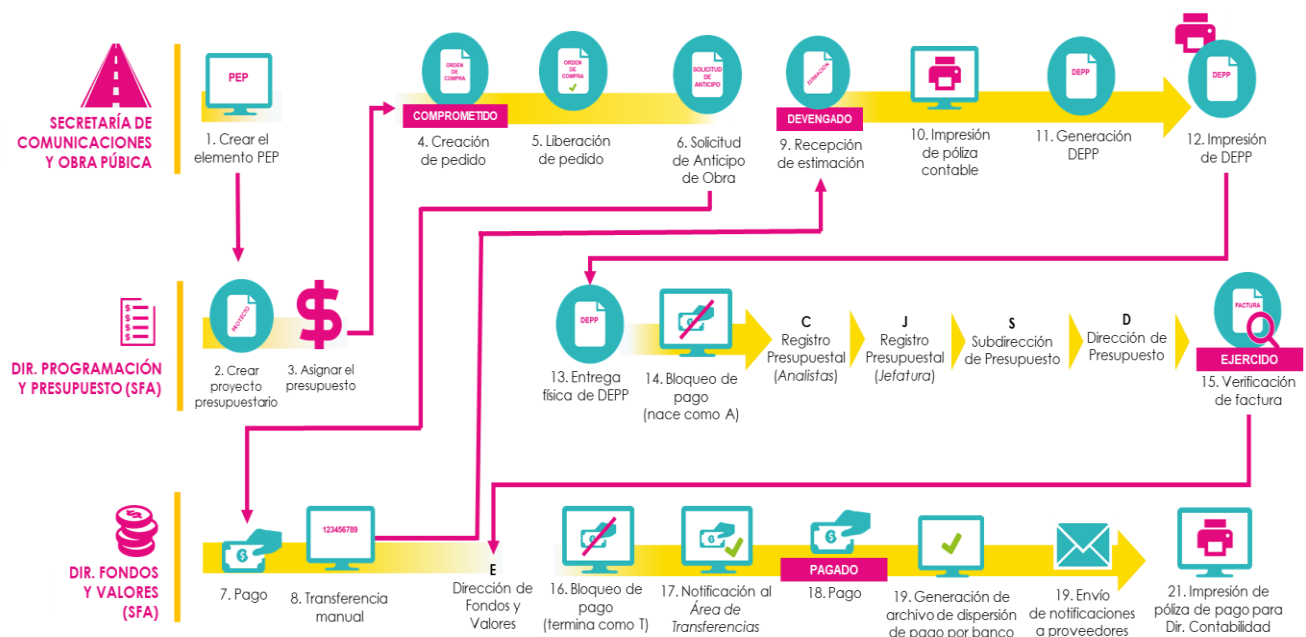 SECRETARÍA DE
COMUNICACIONES
Y OBRA PÚBICA
PEP
1. Crear el
elemento PEP
ORDEN
DE
COMPRA
COMPROMETIDO
4. Creación
de pedido
ORDEN
DE
COMPRA
5. Liberación
de pedido
SOLICITUD
DE
ANTICIPO
6. Solicitud
de Anticipo
de Obra
ESTIMACIÓN
DEVENGADO
9. Recepción
de estimación
10. Impresión
de póliza
contable
DEPP
11. Generación
DEPP
DEPP
12. Impresión
de DEPP
DIR. PROGRAMACIÓN
Y PRESUPUESTO (SFA)
$
$
$
$
PROYECTO
2. Crear
proyecto
presupuestario
$
3. Asignar el
presupuesto
DEPP
13. Entrega
física de DEPP
$
14. Bloqueo de
pago
(nace como A)
C
Registro
Presupuestal
(Analistas)
J
Registro
Presupuestal
(Jefatura)
S
Subdirección
de Presupuesto
D
Dirección de
Presupuesto
FACTURA
EJERCIDO
15. Verificación
de factura
DIR. FONDOS
Y VALORES
(SFA)
$
7. Pago
123456789
8. Transferencia
manual
E
Dirección de
Fondos y
Valores
$
16. Bloqueo de
pago
(termina como T)
$
17. Notificación al
Área de
Transferencias
$
PAGADO
18. Pago
19. Generación de
archivo de dispersión
de pago por banco
19. Envío
de notificaciones
a proveedores
21. Impresión de
póliza de pago para
Dir. Contabilidad